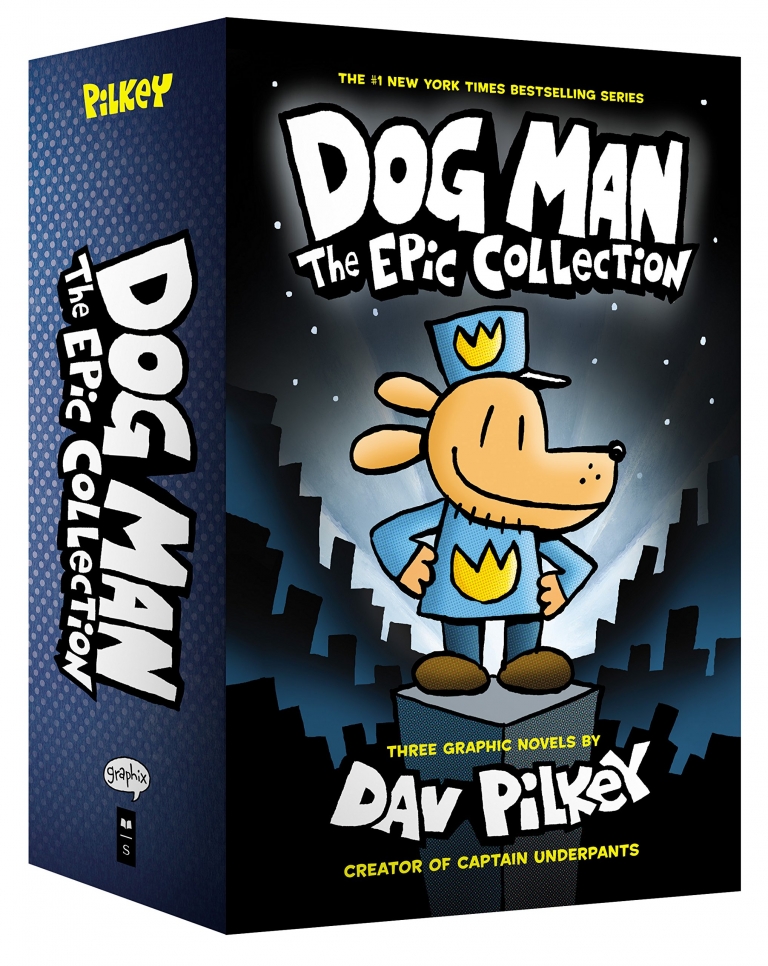 PILKEY
DOG MAN
The EPic COLLecTiON
graphix
S
THE #1 NEW YORK TIMES BESTSELLING SERIES
DOG MAN
The EPic COLLecTiON
THREE GRAPHIC NOVELS BY
DAV PILKEY
CREATOR OF CAPTAIN UNDERPANTS